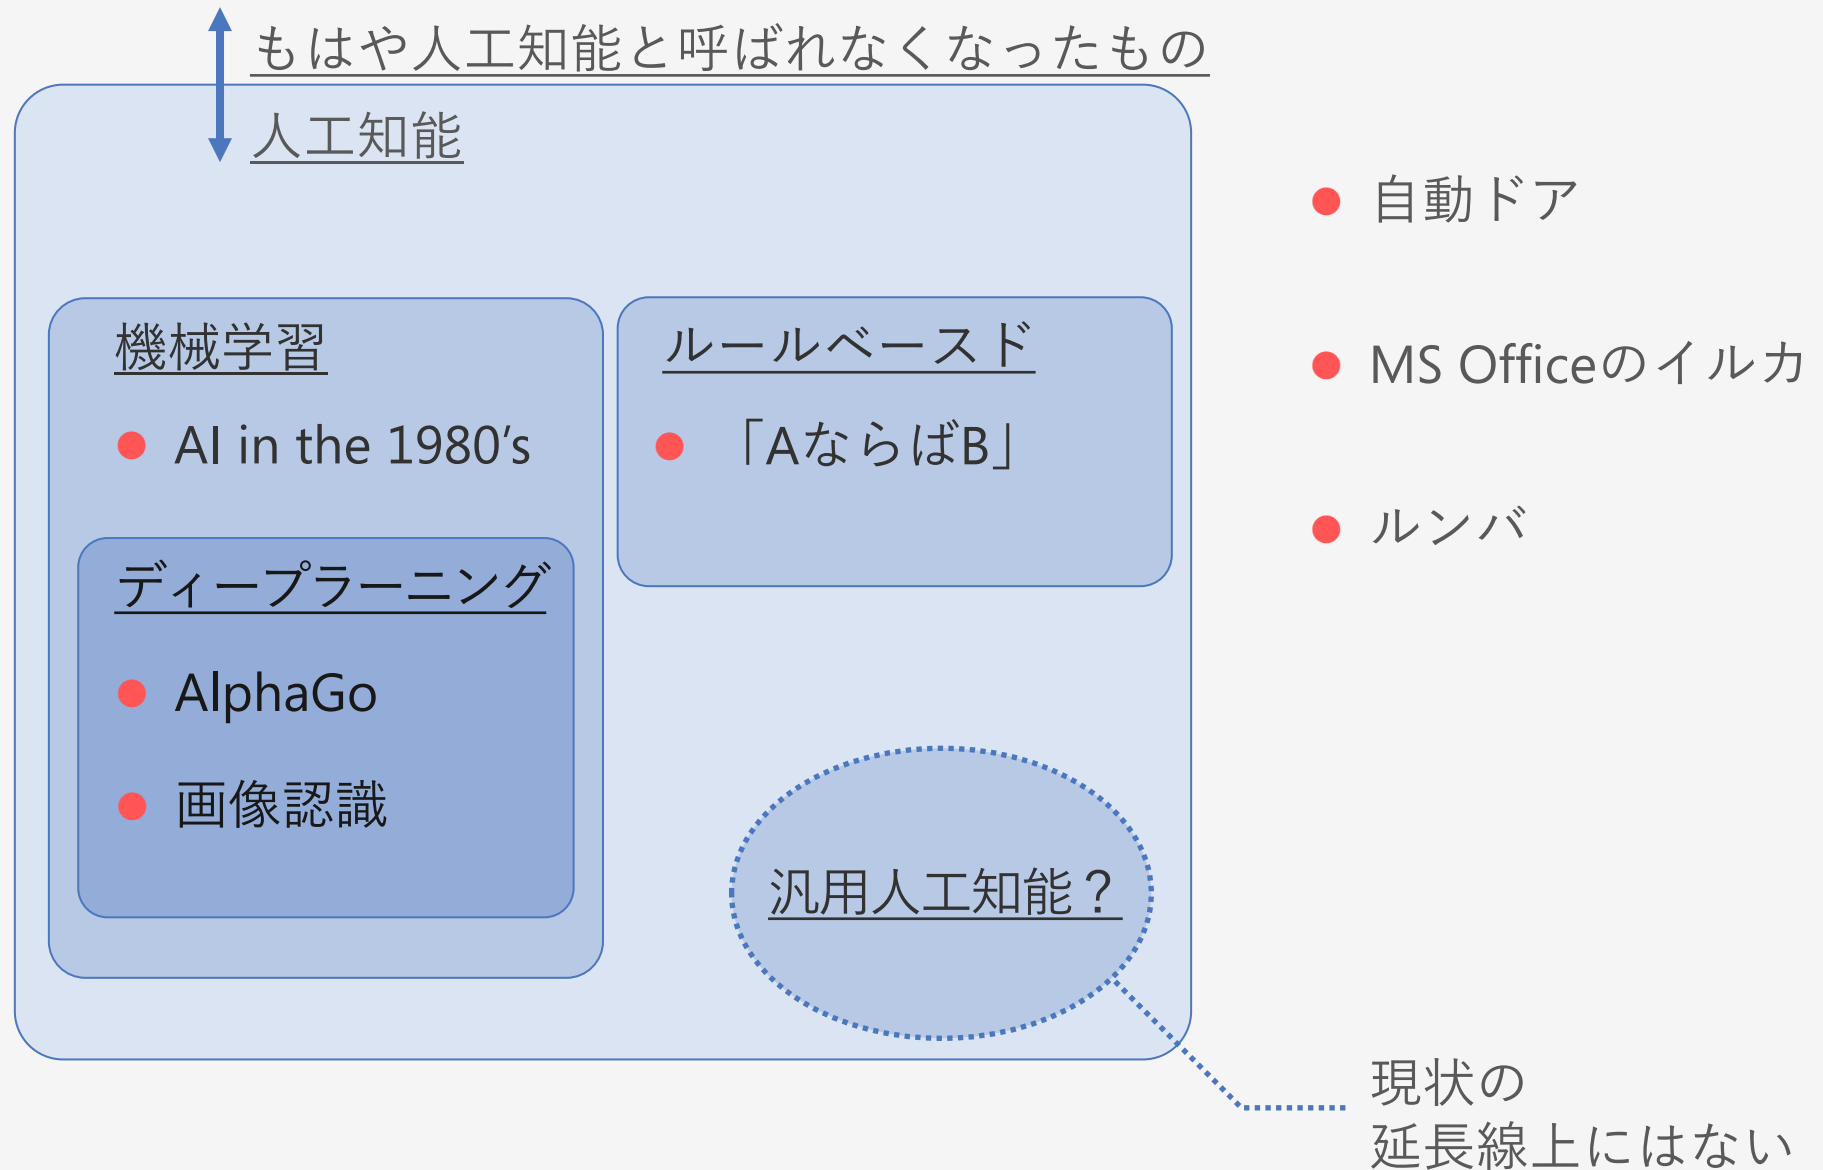 もはや人工知能と呼ばれなくなったもの
人工知能
機械学習
AI in the 1980’s
ディープラーニング
AlphaGo
画像認識
ルールベースド
「AならばB」
汎用人工知能？
自動ドア
MS Officeのイルカ
ルンバ
現状の
延長線上にはない